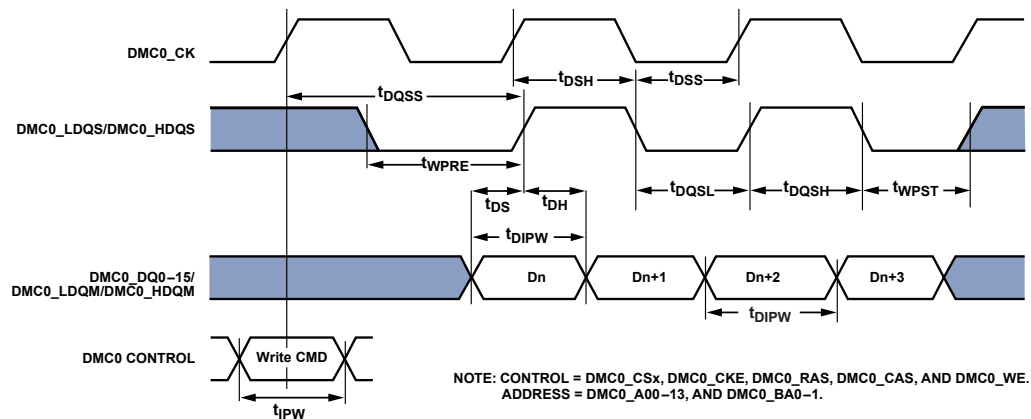 DMC0_CK
tDSH
tDSS
tDQSS
DMC0_LDQS/DMC0_HDQS
tWPRE
tDQSL
tDQSH
tWPST
tDS
tDH
tDIPW
DMC0_DQ0–15/
DMC0_LDQM/DMC0_HDQM
Dn
Dn+1
Dn+2
Dn+3
tDIPW
DMC0 CONTROL
Write CMD
tIPW
NOTE: CONTROL = DMC0_CSx, DMC0_CKE, DMC0_RAS, DMC0_CAS, AND DMC0_WE.
ADDRESS = DMC0_A00–13, AND DMC0_BA0-1.